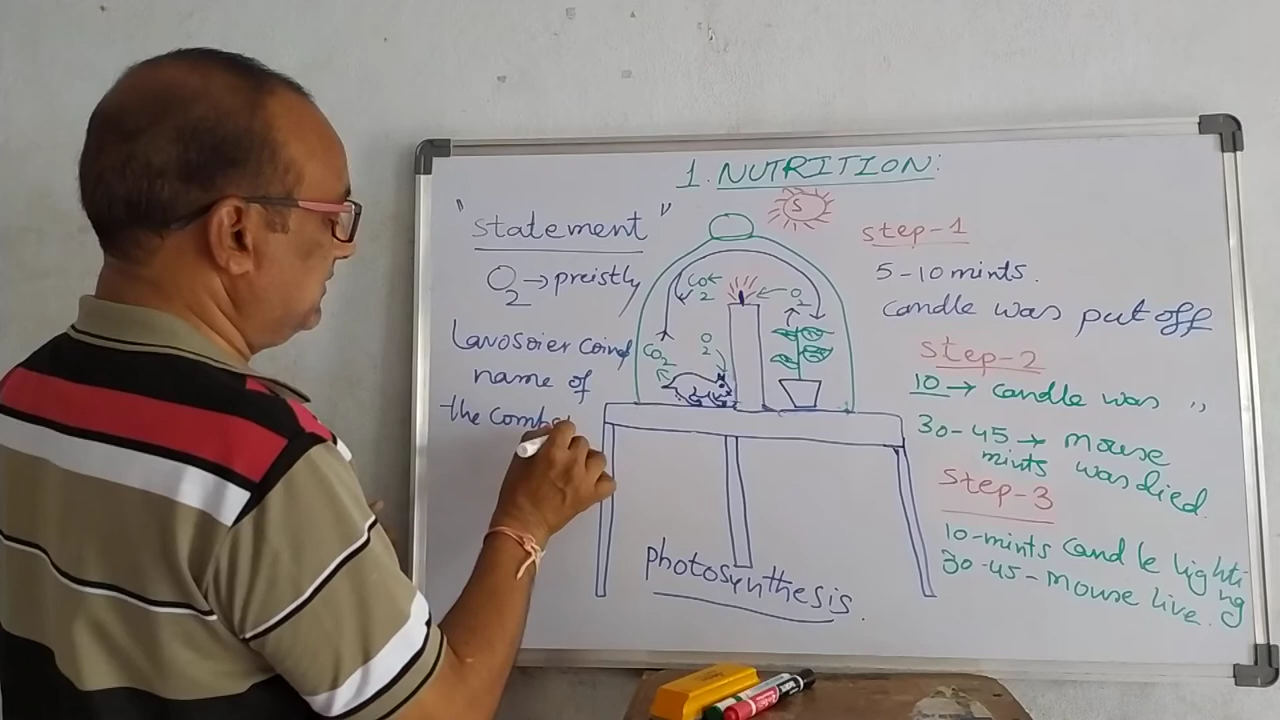 1. NUTRITION:
"statement"
O2 → preistly
Lavosier coind
name of
the Comb
S
CO2
O2
CO2
O2
photosynthesis.
step-1
5-10 mints.
Candle was put off
step-2
10 → Candle was "
30-45 → Mouse
mints was died.
step-3
10-mints Candle lighting
30-45-Mouse live.